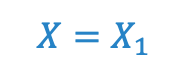 X = X₁